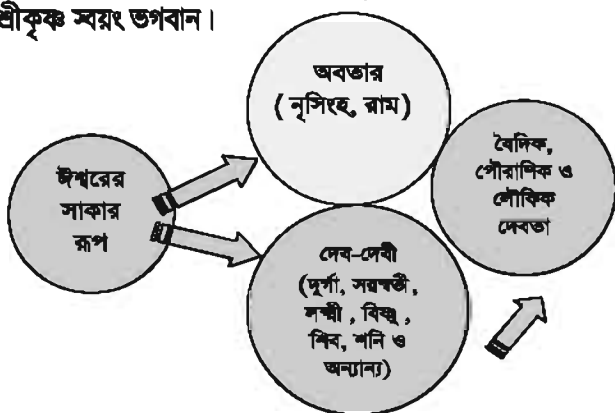 শ্রীকৃষ্ণ স্বয়ং ভগবান।
অবতার
( নৃসিংহ, রাম)
ঈশ্বরের
সাকার
রূপ
দেব-দেবী
(দুর্গা, সরস্বতী,
লক্ষ্মী , বিষ্ণু ,
শিব, শনি ও
অন্যান্য)
বৈদিক,
পৌরাণিক ও
লৌকিক
দেবতা